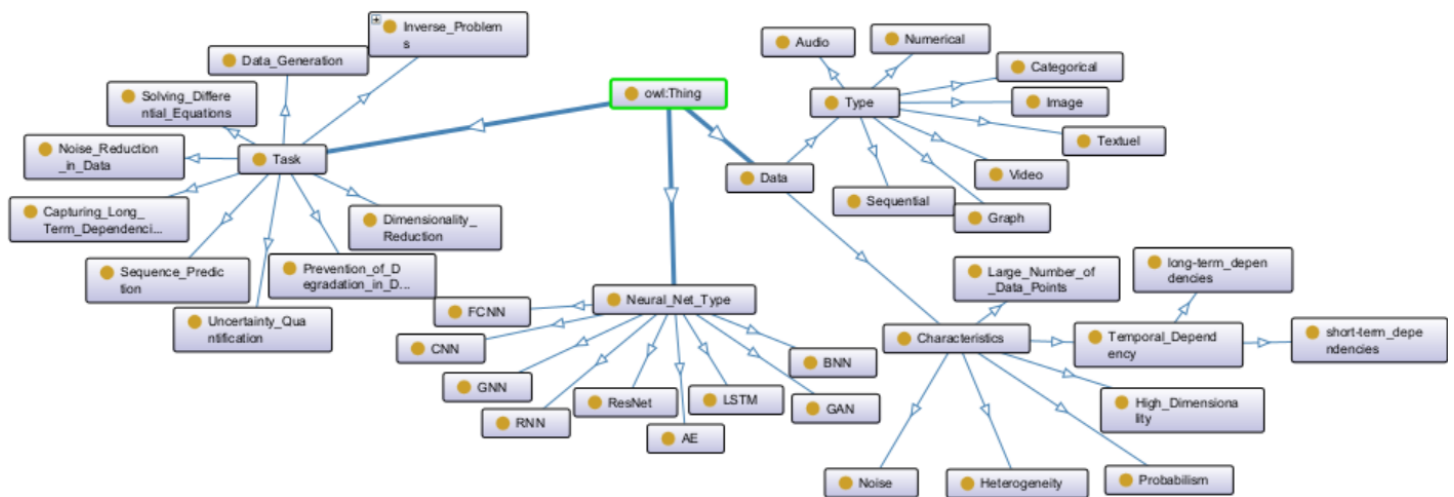 Inverse_Problem
s
Data_Generation
Solving_Differe
ntial_Equations
Noise_Reduction
_in_Data
Task
Capturing_Long_
Term_Dependenci...
Dimensionality_
Reduction
Sequence_Predic
tion
Prevention_of_D
egradation_in_D...
Uncertainty_Qua
ntification
owl:Thing
Neural_Net_Type
FCNN
CNN
GNN
RNN
ResNet
AE
LSTM
GAN
BNN
Data
Type
Audio
Numerical
Categorical
Image
Textuel
Video
Graph
Sequential
Characteristics
Large_Number_of
_Data_Points
Temporal_Depend
ency
long-term_depen
dencies
short-term_depe
ndencies
High_Dimensiona
lity
Probabilism
Heterogeneity
Noise